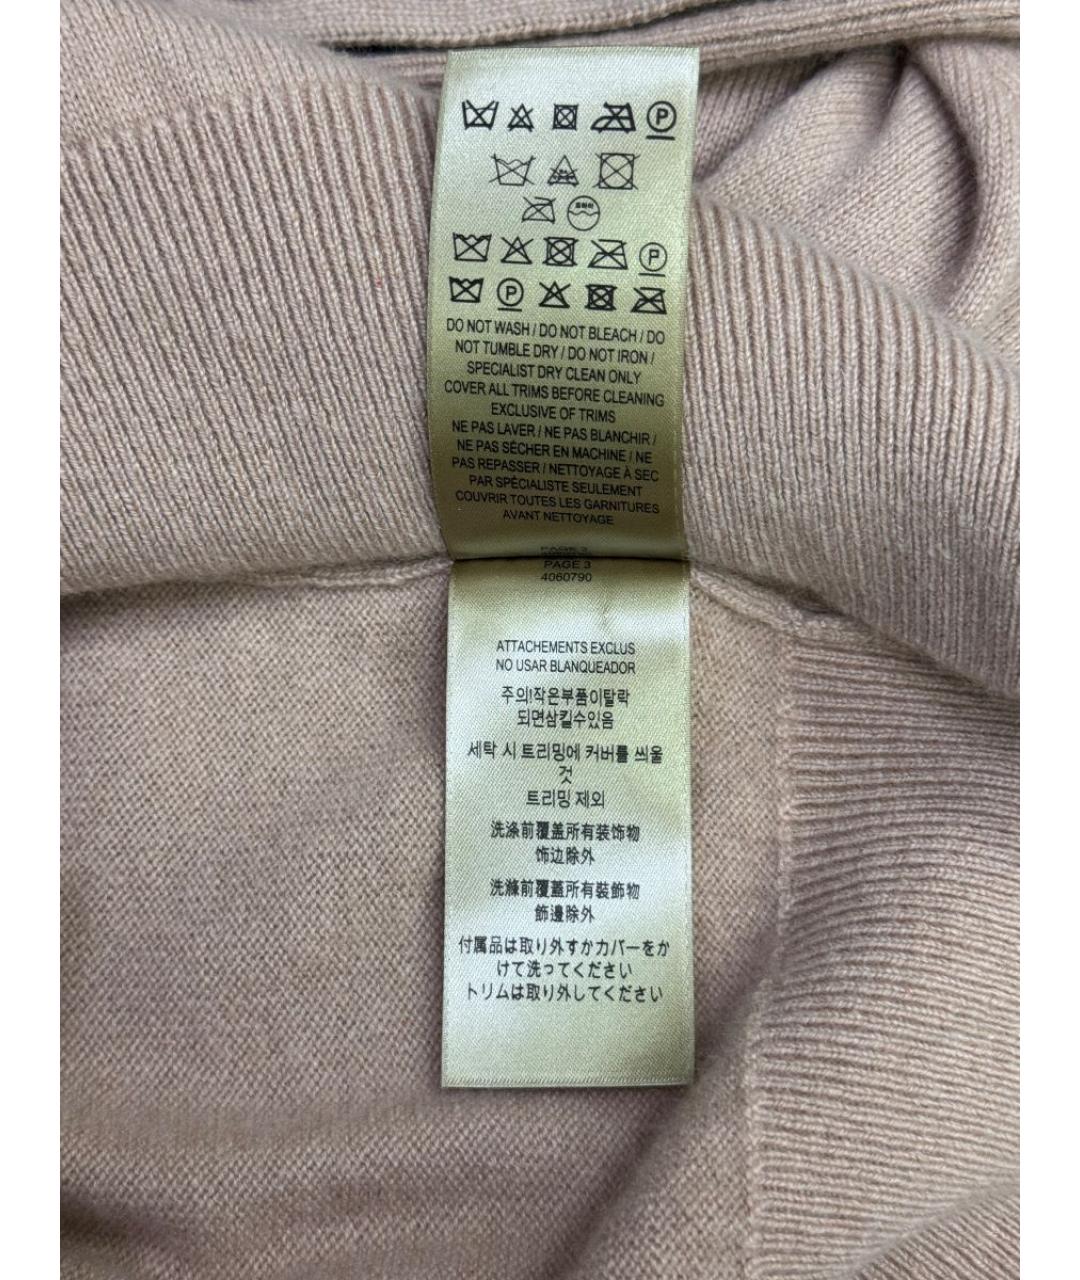 P
P
P
DO NOT WASH / DO NOT BLEACH / DO
NOT TUMBLE DRY / DO NOT IRON /
SPECIALIST DRY CLEAN ONLY
COVER ALL TRIMS BEFORE CLEANING
EXCLUSIVE OF TRIMS
NE PAS LAVER / NE PAS BLANCHIR /
NE PAS SÉCHER EN MACHINE / NE
PAS REPASSER / NETTOYAGE À SEC
PAR SPÉCIALISTE SEULEMENT
COUVRIR TOUTES LES GARNITURES
AVANT NETTOYAGE
PAGE 3
PAGE 3
4060790
ATTACHEMENTS EXCLUS
NO USAR BLANQUEADOR
주의!작은부품이탈락
되면삼킬수있음
세탁 시 트리밍에 커버를 씌울
것
트리밍 제외
洗涤前覆盖所有装饰物
饰边除外
洗滌前覆蓋所有裝飾物
飾邊除外
付属品は取り外すかカバーをか
けて洗ってください
トリムは取り外してください